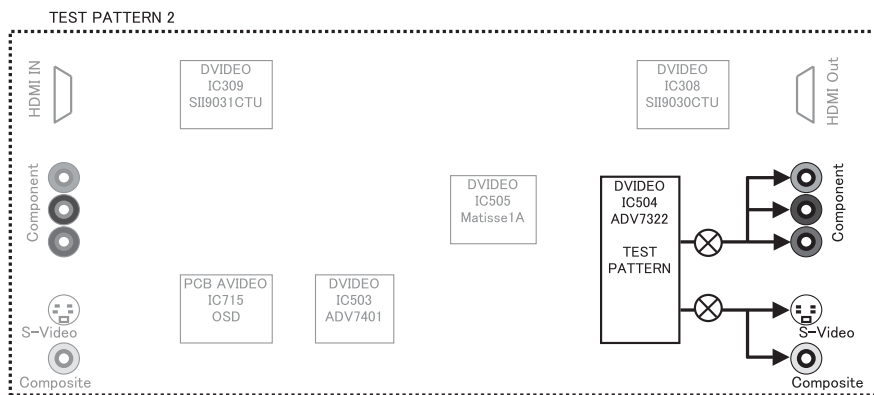 TEST PATTERN 2
HDMI IN
DVIDEO
IC309
SII9031CTU
DVIDEO
IC308
SII9030CTU
HDMI Out
Component
DVIDEO
IC505
Matisse1A
DVIDEO
IC504
ADV7322
TEST
PATTERN
Component
PCB AVIDEO
IC715
OSD
DVIDEO
IC503
ADV7401
S-Video
Composite
S-Video
Composite